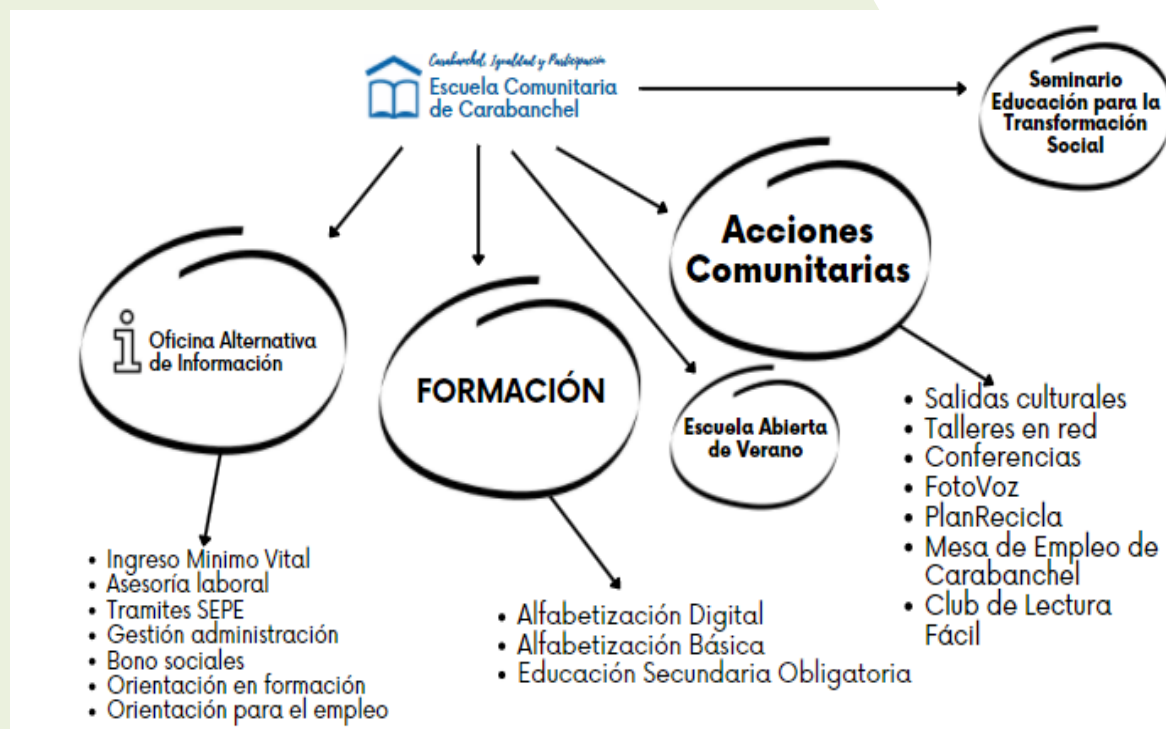 Carabanchel, Igualdad y Participación
Escuela Comunitaria
de Carabanchel
Seminario
Educación para la
Transformación
Social
Acciones
Comunitarias
Oficina Alternativa
de Información
FORMACIÓN
Escuela Abierta
de Verano
• Salidas culturales
• Talleres en red
• Conferencias
• FotoVoz
• PlanRecicla
• Mesa de Empleo de
Carabanchel
• Club de Lectura
Fácil
• Ingreso Minimo Vital
• Asesoría laboral
• Tramites SEPE
• Gestión administración
• Bono sociales
• Orientación en formación
• Orientación para el empleo
• Alfabetización Digital
• Alfabetización Básica
• Educación Secundaria Obligatoria